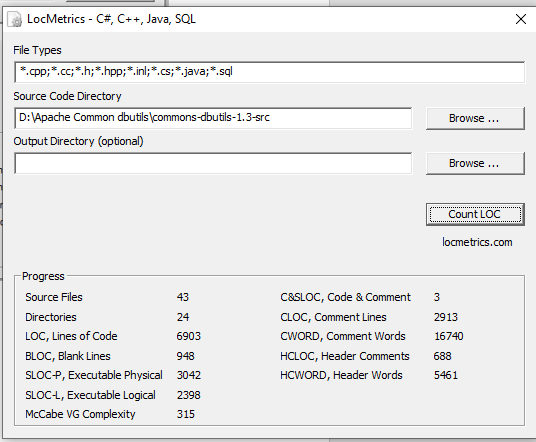 LocMetrics - C#, C++, Java, SQL
File Types
*.cpp;*.cc;*.h;*.hpp;*.inl;*.cs;*.java;*.sql
Source Code Directory
D:\Apache Common dbutils\commons-dbutils-1.3-src
Browse ...
Output Directory (optional)
Browse ...
Count LOC
locmetrics.com
Progress
Source Files 43
Directories 24
LOC, Lines of Code 6903
BLOC, Blank Lines 948
SLOC-P, Executable Physical 3042
SLOC-L, Executable Logical 2398
McCabe VG Complexity 315
C&SLOC, Code & Comment 3
CLOC, Comment Lines 2913
CWORD, Comment Words 16740
HCLOC, Header Comments 688
HCWORD, Header Words 5461